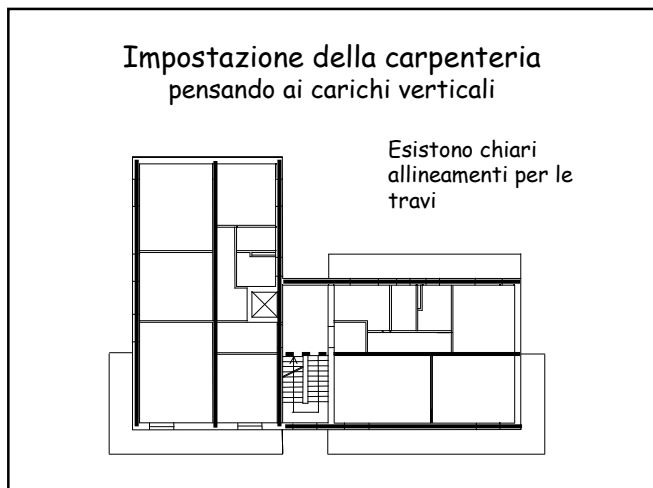 Impostazione della carpenteria
pensando ai carichi verticali
Esistono chiari
allineamenti per le
travi